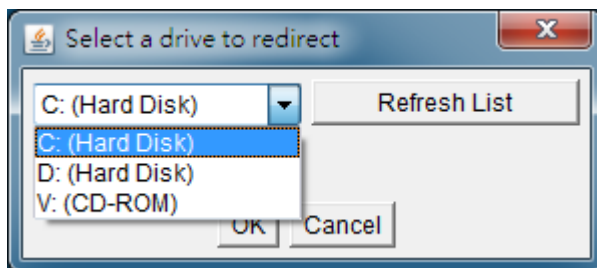 Select a drive to redirect
C: (Hard Disk) Refresh List
C: (Hard Disk)
D: (Hard Disk)
V: (CD-ROM)
OK Cancel